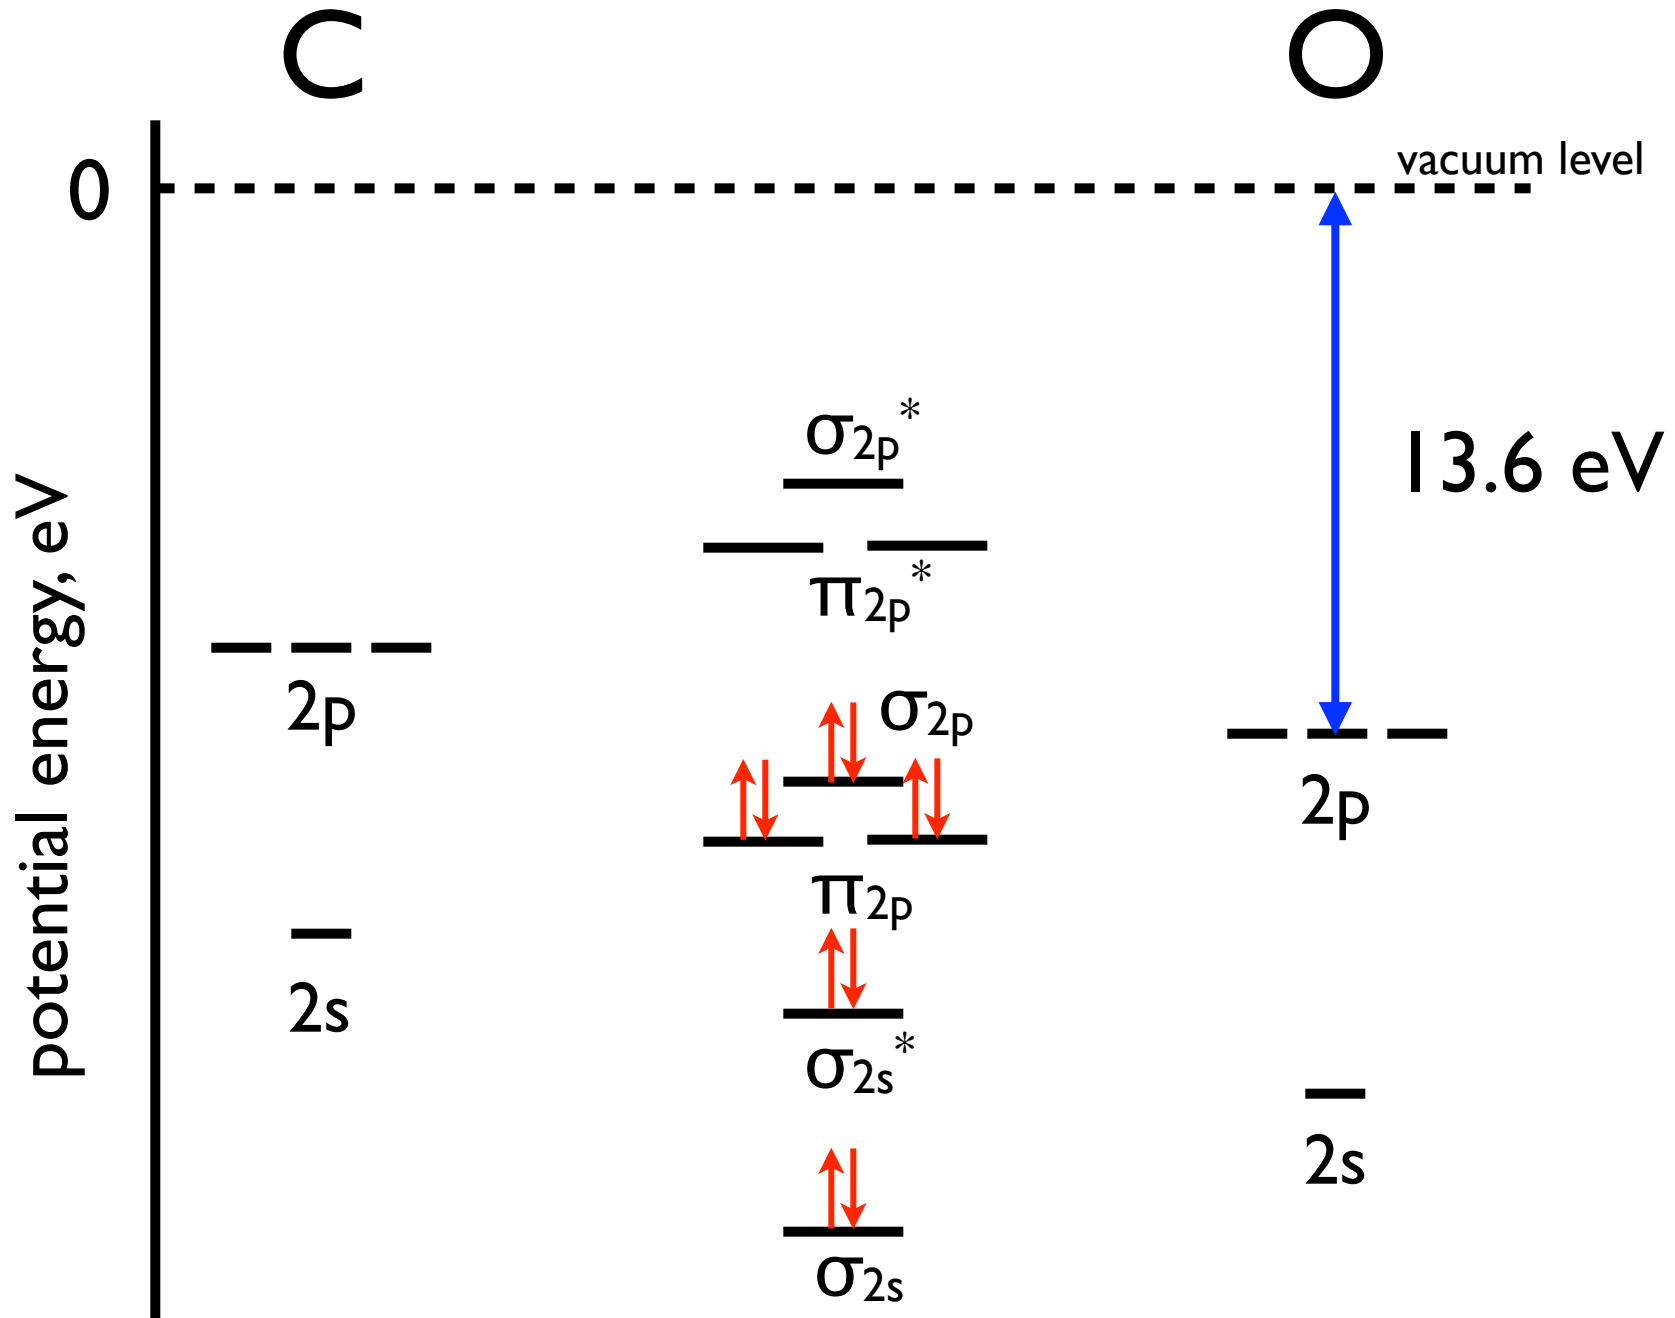 C
O
vacuum level
0
σ2p*
13.6 eV
π2p*
potential energy, eV
2p
σ2p
2p
π2p
2s
σ2s*
2s
σ2s